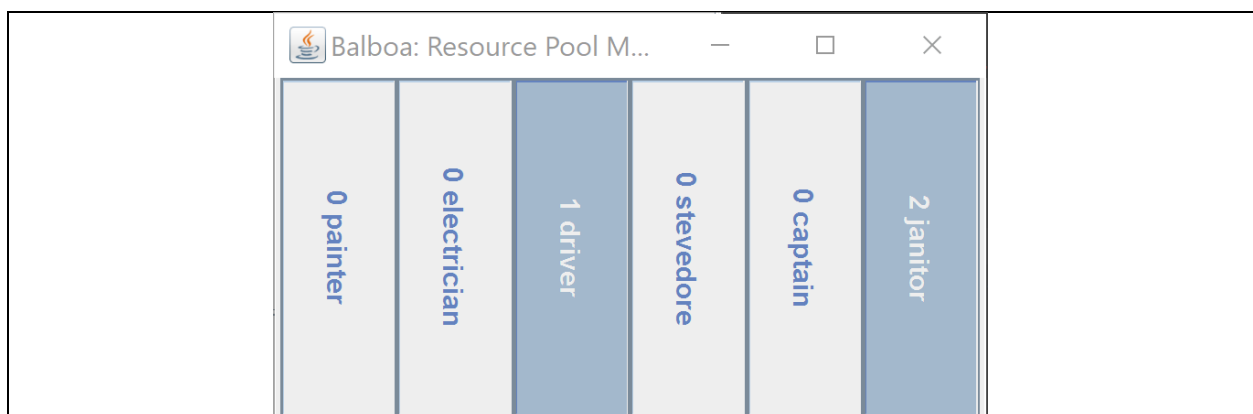 Balboa: Resource Pool M...
0 painter
0 electrician
1 driver
0 stevedore
0 captain
2 janitor